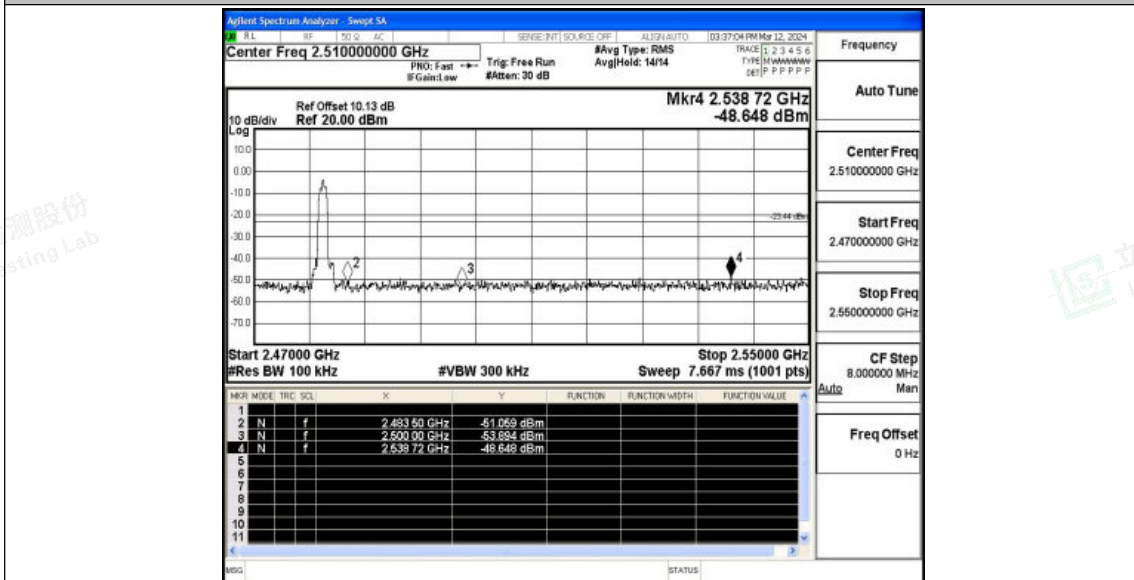 Agilent Spectrum Analyzer - Swept SA
RL RF 50 Ω AC SENSE:INT SOURCE OFF ALIGN AUTO 03:37:04 PM Mar 12, 2024
Center Freq 2.510000000 GHz
PNO: Fast
IFGain:Low
Trig: Free Run
#Atten: 30 dB
#Avg Type: RMS
Avg|Hold: 14/14
TRACE 1 2 3 4 5 6
TYPE M WWWWW
DET P P P P P P
Frequency
Auto Tune
Center Freq
2.510000000 GHz
Start Freq
2.470000000 GHz
Stop Freq
2.550000000 GHz
CF Step
8.000000 MHz
Auto Man
Freq Offset
0 Hz
Mkr4 2.538 72 GHz
-48.648 dBm
Ref Offset 10.13 dB
10 dB/div Ref 20.00 dBm
Log
10.0
0.00
-10.0
-20.0
-23.44 dBm
-30.0
-40.0
-50.0
-60.0
-70.0
2
3
4
Start 2.47000 GHz Stop 2.55000 GHz
#Res BW 100 kHz #VBW 300 kHz Sweep 7.667 ms (1001 pts)
MKR MODE TRC SCL X Y FUNCTION FUNCTION WIDTH FUNCTION VALUE
1
2 N f 2.483 50 GHz -51.059 dBm
3 N f 2.500 00 GHz -53.894 dBm
4 N f 2.538 72 GHz -48.648 dBm
5
6
7
8
9
10
11
MSG STATUS
测股份
sting Lab